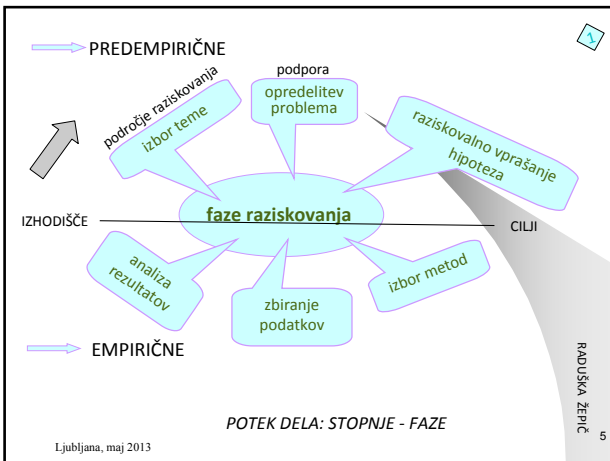 PREDEMPIRIČNE
1
področje raziskovanja
izbor teme
podpora
opredelitev
problema
raziskovalno vprašanje
hipoteza
IZHODIŠČE
faze raziskovanja
CILJI
analiza
rezultatov
zbiranje
podatkov
izbor metod
EMPIRIČNE
RADUŠKA ŽEPIČ
POTEK DELA: STOPNJE - FAZE
5
Ljubljana, maj 2013